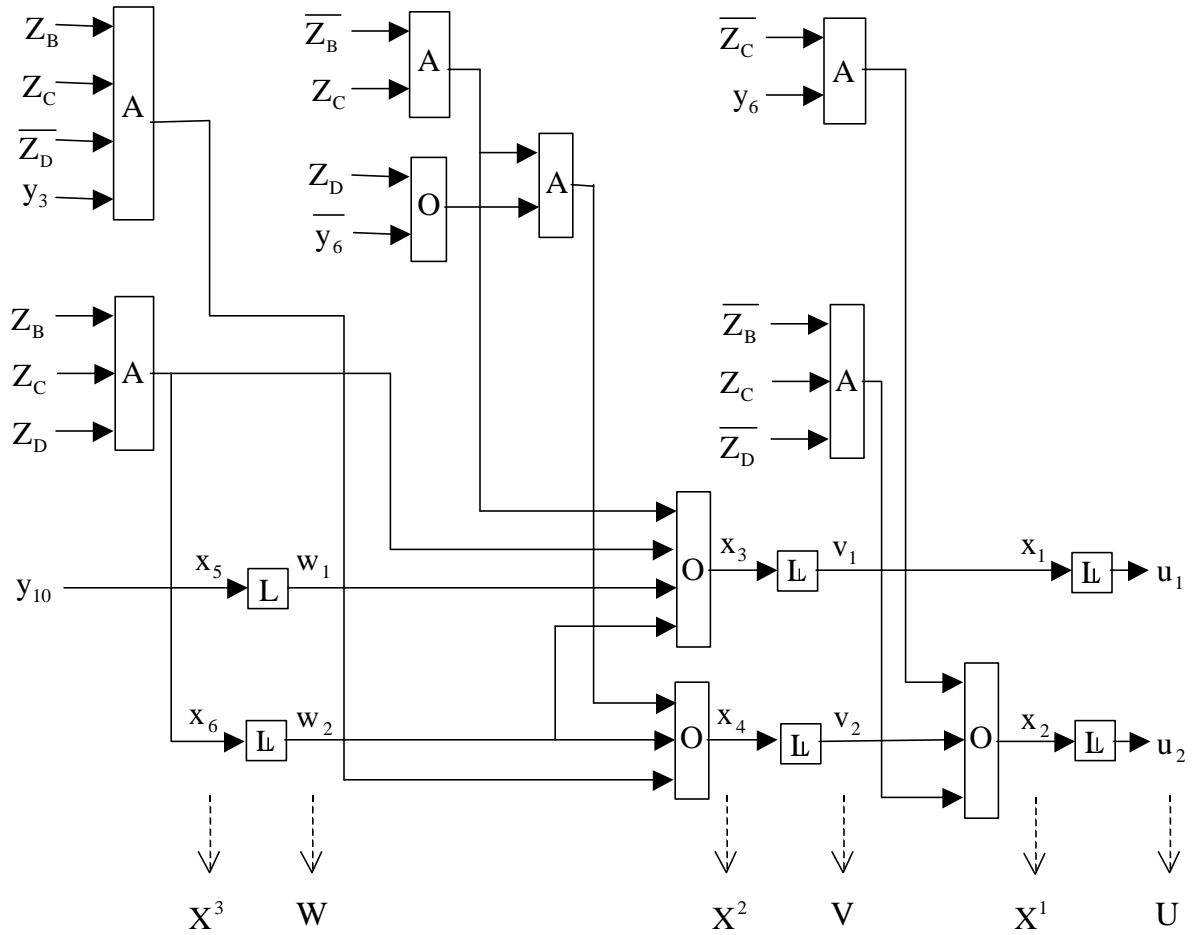 Z_B
Z_C
Z̅_D
y_3
A
Z̅_B
Z_C
A
Z_D
y̅_6
O
A
Z̅_C
y_6
A
Z_B
Z_C
Z_D
A
Z̅_B
Z_C
Z̅_D
A
y_10
x_5
L
w_1
O
x_3
L
v_1
x_1
L
u_1
x_6
L
w_2
O
x_4
L
v_2
O
x_2
L
u_2
X^3
W
X^2
V
X^1
U